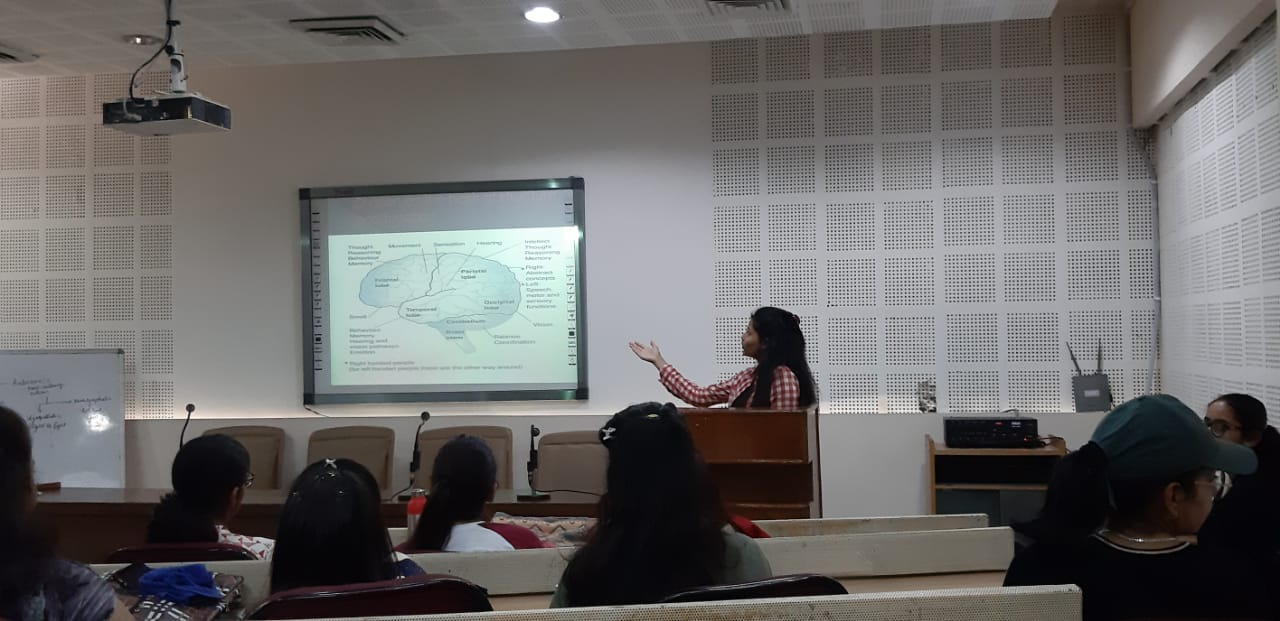 Thought
Reasoning
Behaviour
Memory
Movement
Sensation
Hearing
Intellect
Thought
Reasoning
Memory
Frontal
lobe
Parietal
lobe
Right
Abstract
concepts
Left
Speech,
motor and
sensory
functions
Temporal
lobe
Occipital
lobe
Smell
Cerebellum
Brain
stem
Vision
Behaviour
Memory
Hearing and
vision pathways
Emotion
Balance
Coordination
* Right handed people
(for left handed people these are the other way around)